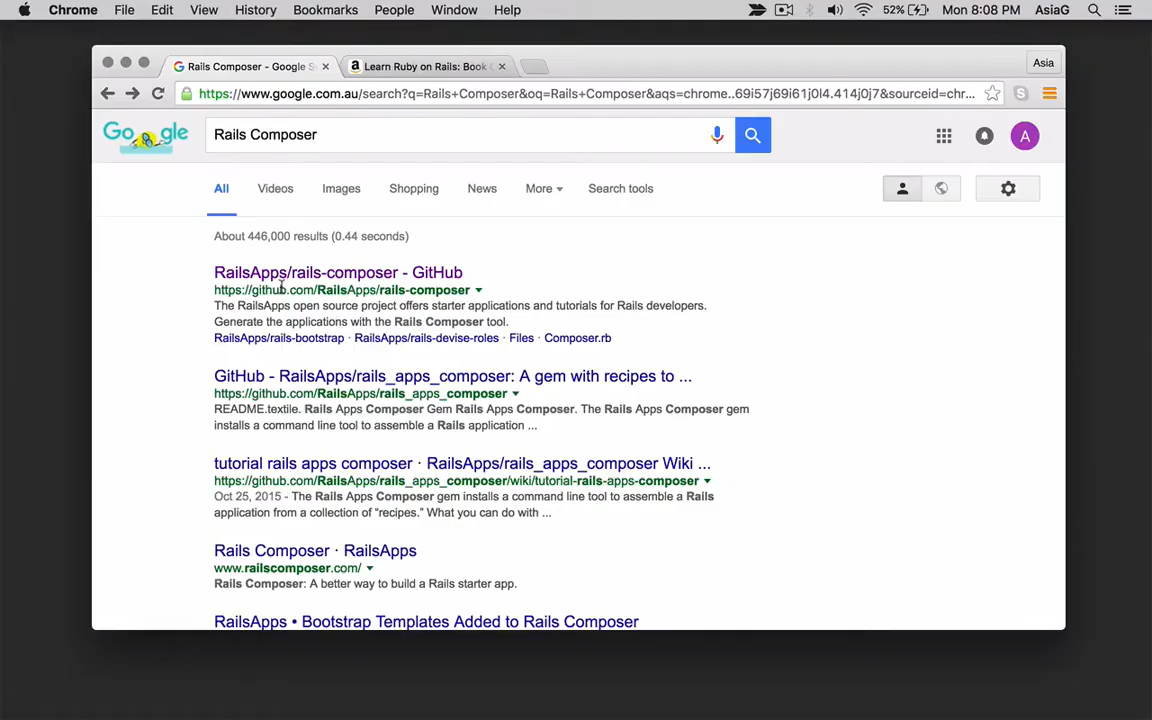 Chrome File Edit View History Bookmarks People Window Help 52% Mon 8:08 PM AsiaG
Rails Composer - Google S Learn Ruby on Rails: Book Asia
https://www.google.com.au/search?q=Rails+Composer&oq=Rails+Composer&aqs=chrome..69i57j69i61j0l4.414j0j7&sourceid=chr...
Google Rails Composer A
All Videos Images Shopping News More Search tools
About 446,000 results (0.44 seconds)
RailsApps/rails-composer - GitHub
https://github.com/RailsApps/rails-composer
The RailsApps open source project offers starter applications and tutorials for Rails developers.
Generate the applications with the Rails Composer tool.
RailsApps/rails-bootstrap · RailsApps/rails-devise-roles · Files · Composer.rb
GitHub - RailsApps/rails_apps_composer: A gem with recipes to ...
https://github.com/RailsApps/rails_apps_composer
README.textile. Rails Apps Composer Gem Rails Apps Composer. The Rails Apps Composer gem
installs a command line tool to assemble a Rails application ...
tutorial rails apps composer · RailsApps/rails_apps_composer Wiki ...
https://github.com/RailsApps/rails_apps_composer/wiki/tutorial-rails-apps-composer
Oct 25, 2015 - The Rails Apps Composer gem installs a command line tool to assemble a Rails
application from a collection of “recipes.” What you can do with ...
Rails Composer · RailsApps
www.railscomposer.com/
Rails Composer: A better way to build a Rails starter app.
RailsApps • Bootstrap Templates Added to Rails Composer